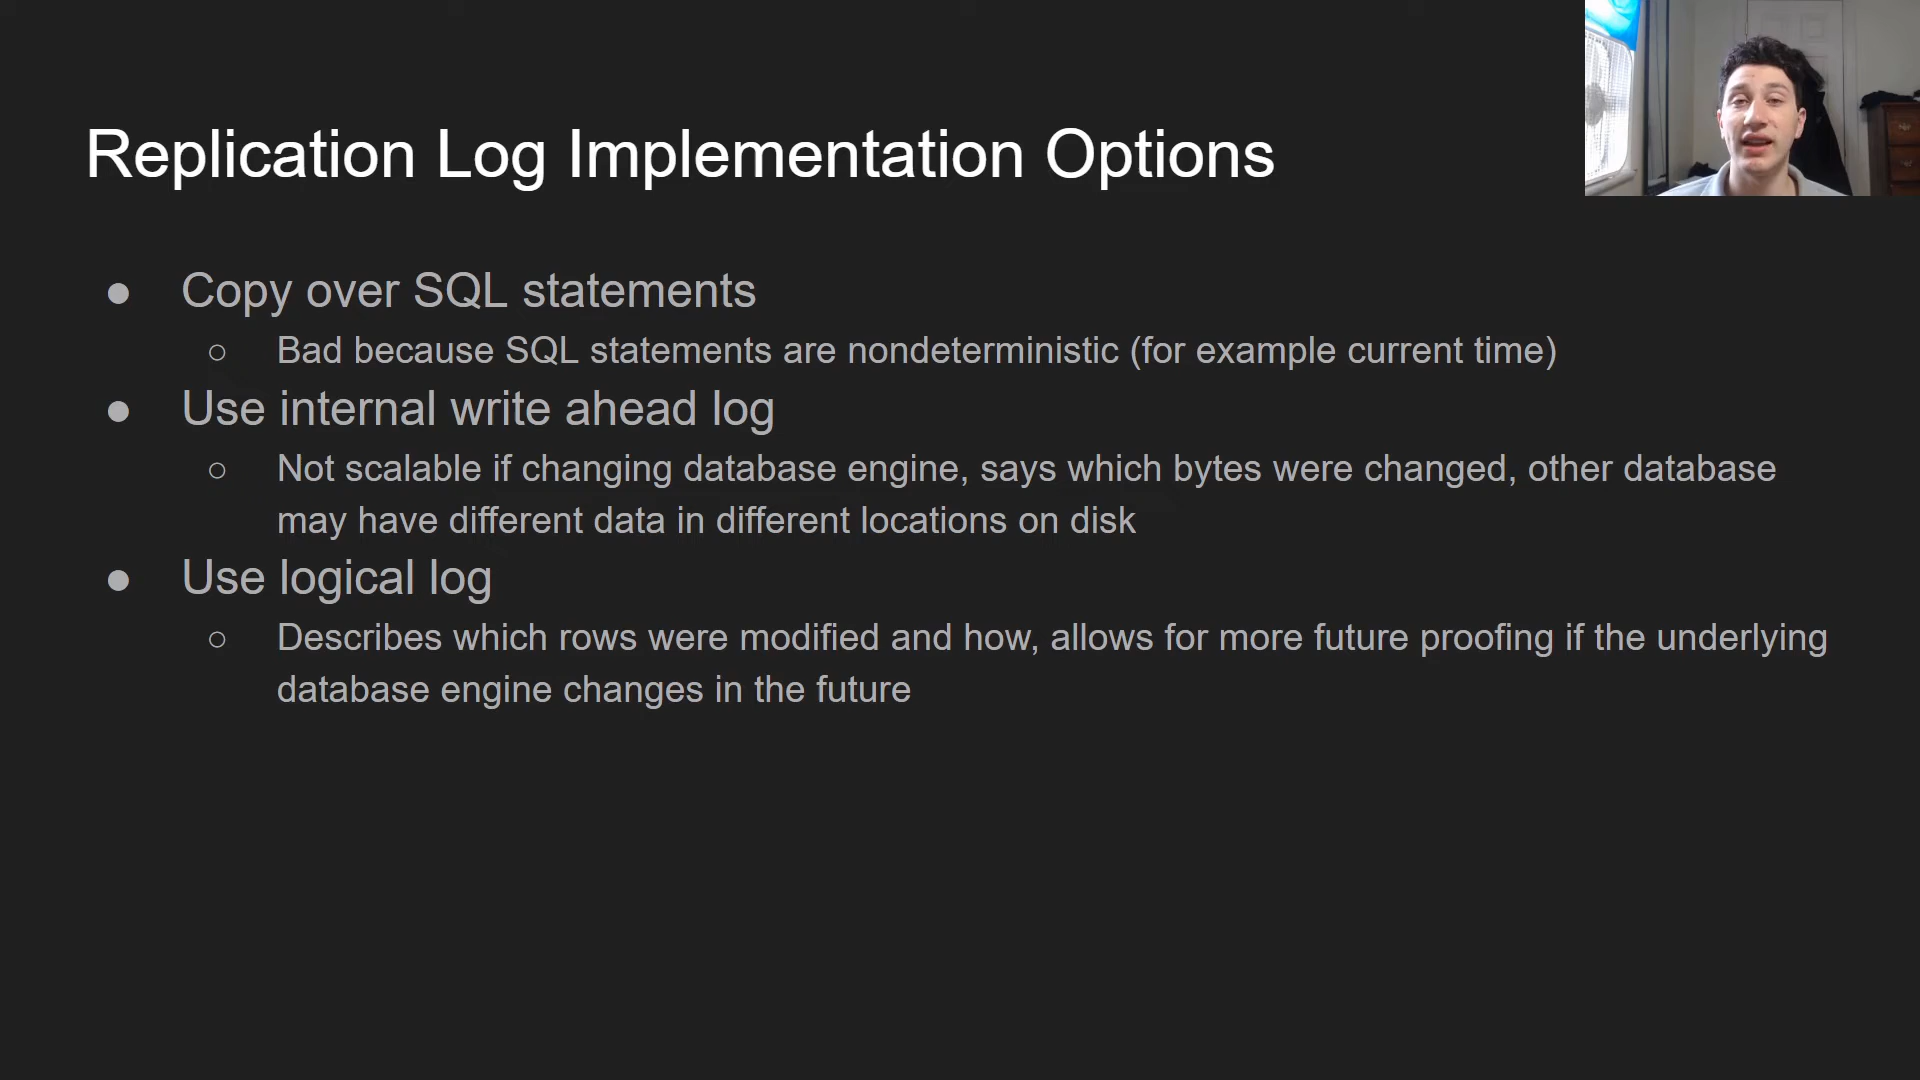 Replication Log Implementation Options
● Copy over SQL statements
○ Bad because SQL statements are nondeterministic (for example current time)
● Use internal write ahead log
○ Not scalable if changing database engine, says which bytes were changed, other database
may have different data in different locations on disk
● Use logical log
○ Describes which rows were modified and how, allows for more future proofing if the underlying
database engine changes in the future